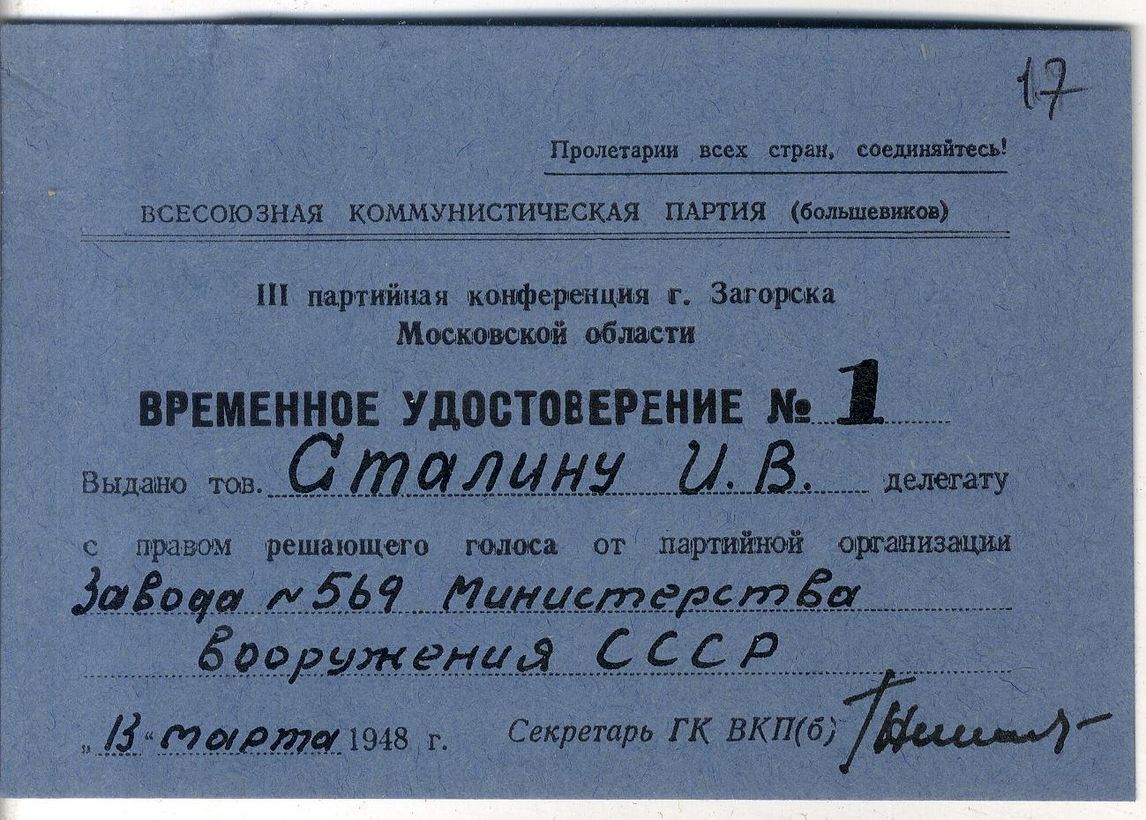 17
Пролетарии всех стран, соединяйтесь!
ВСЕСОЮЗНАЯ КОММУНИСТИЧЕСКАЯ ПАРТИЯ (большевиков)
III партийная конференция г. Загорска
Московской области
ВРЕМЕННОЕ УДОСТОВЕРЕНИЕ № 1
Выдано тов. Сталину И.В. делегату
с правом решающего голоса от партийной организации
Завода N 569 Министерства
вооружения СССР
„13“ марта 1948 г. Секретарь ГК ВКП(б)